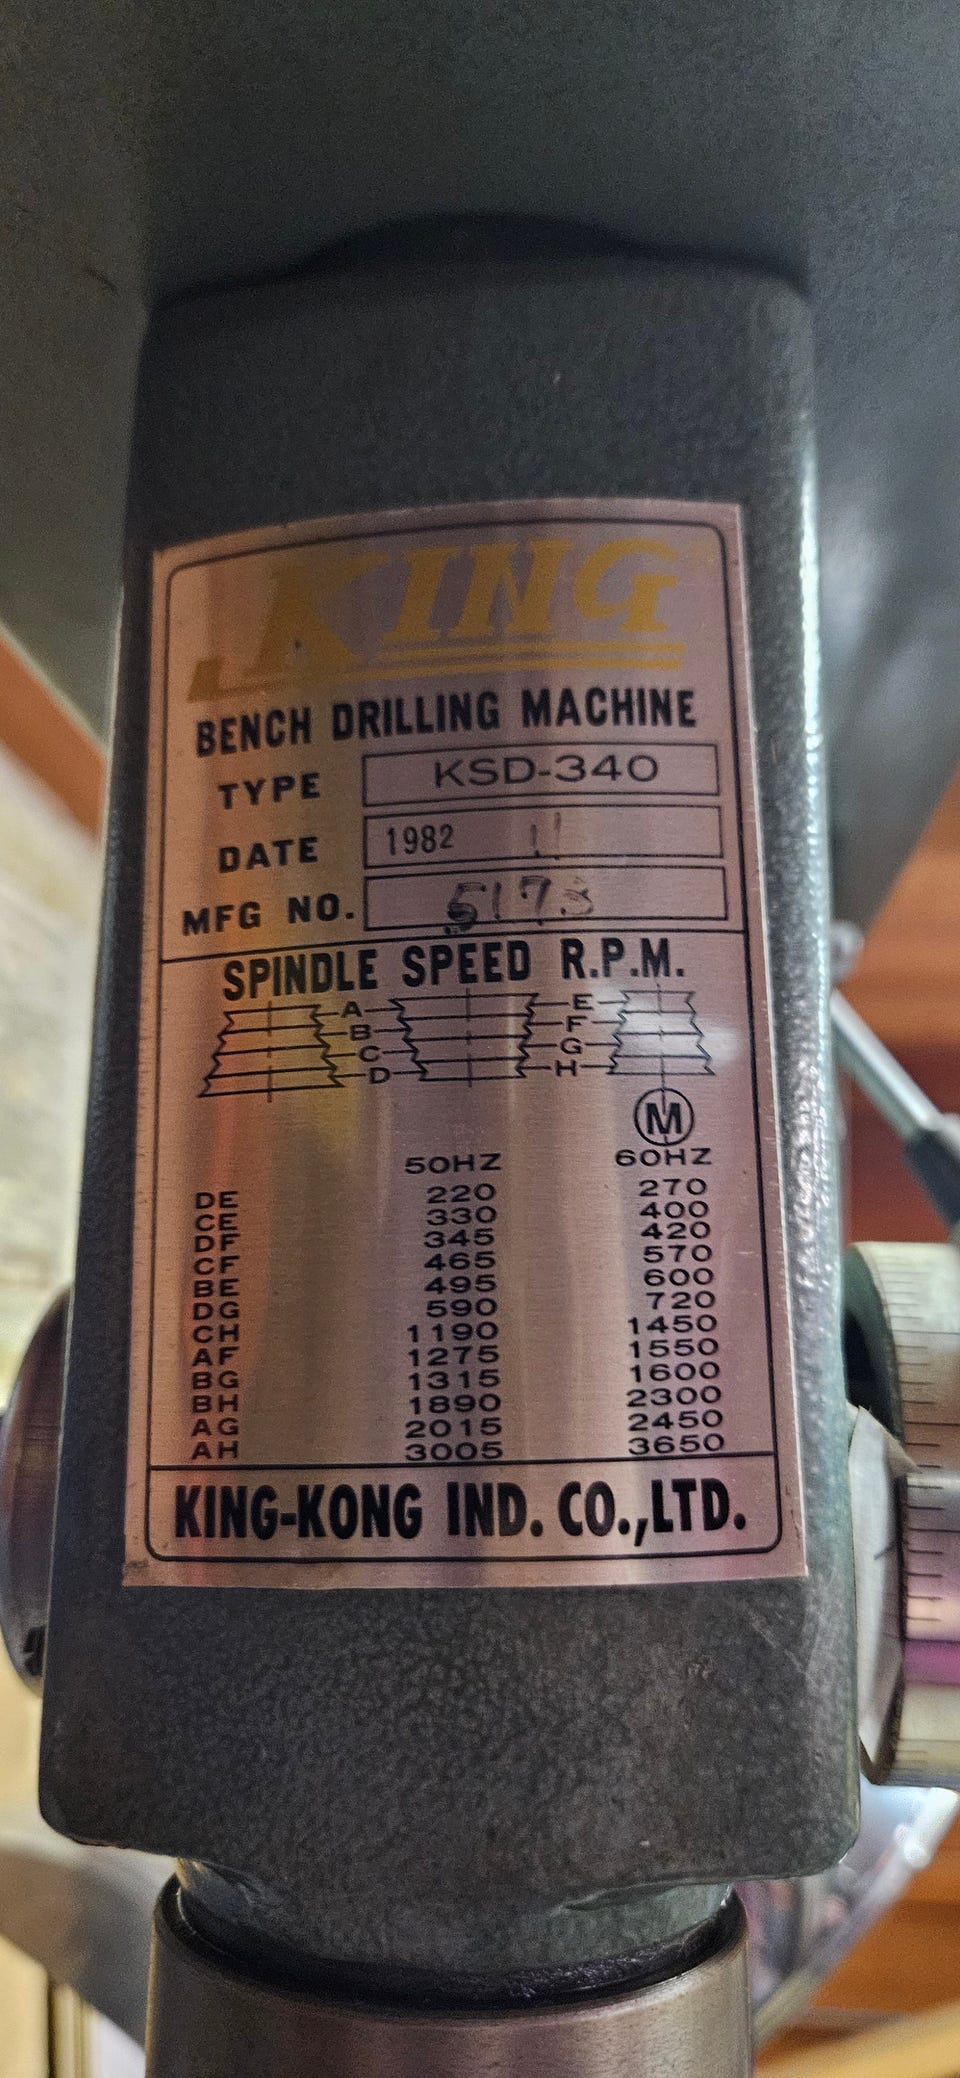 KING
BENCH DRILLING MACHINE
TYPE KSD-340
DATE 1982 11
MFG NO. 5173
SPINDLE SPEED R.P.M.
A E
B F
C G
D H
M
50HZ 60HZ
DE 220 270
CE 330 400
DF 345 420
CF 465 570
BE 495 600
DG 590 720
CH 1190 1450
AF 1275 1550
BG 1315 1600
BH 1890 2300
AG 2015 2450
AH 3005 3650
KING-KONG IND. CO.,LTD.